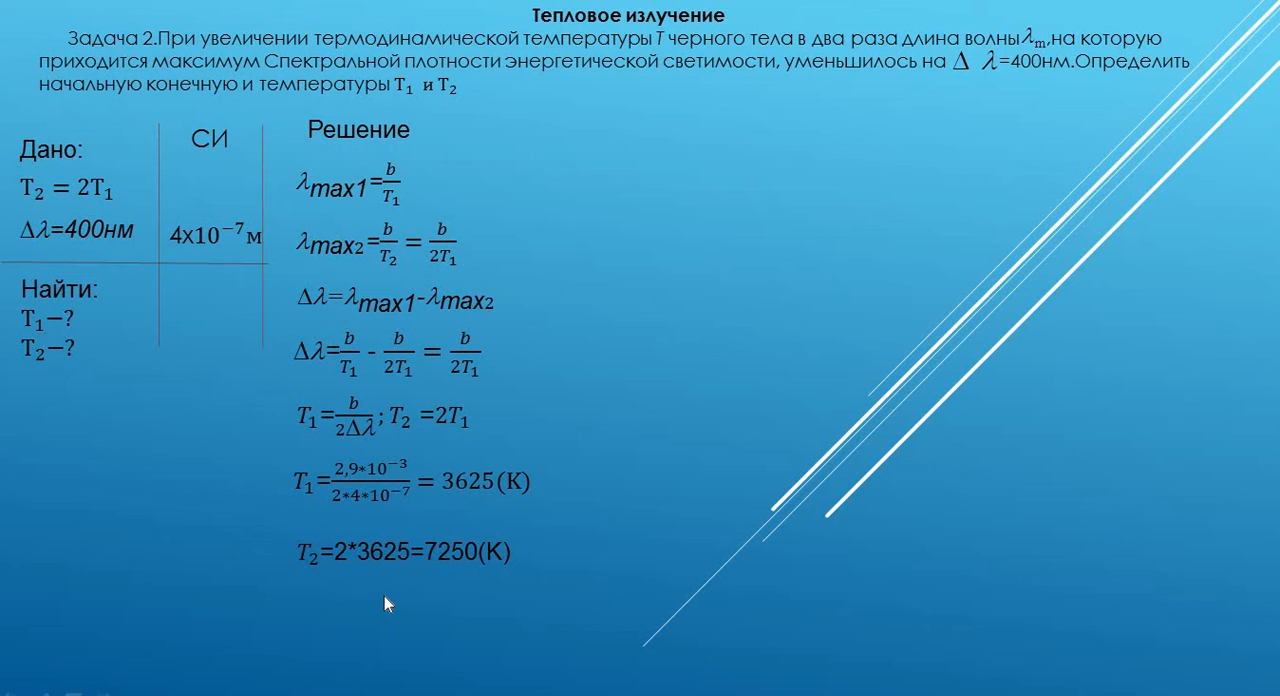 Тепловое излучение
Задача 2.При увеличении термодинамической температуры T черного тела в два раза длина волны λₘ,на которую
приходится максимум Спектральной плотности энергетической светимости, уменьшилось на Δ λ=400нм.Определить
начальную конечную и температуры T₁ и T₂
Дано:
T₂ = 2T₁
Δλ=400нм
Найти:
T₁−?
T₂−?
СИ
4x10⁻⁷м
Решение
λmax1=b/T₁
λmax2=b/T₂ = b/2T₁
Δλ=λmax1-λmax2
Δλ=b/T₁ - b/2T₁ = b/2T₁
T₁=b/2Δλ; T₂ =2T₁
T₁=2,9*10⁻³/2*4*10⁻⁷ = 3625(K)
T₂=2*3625=7250(K)